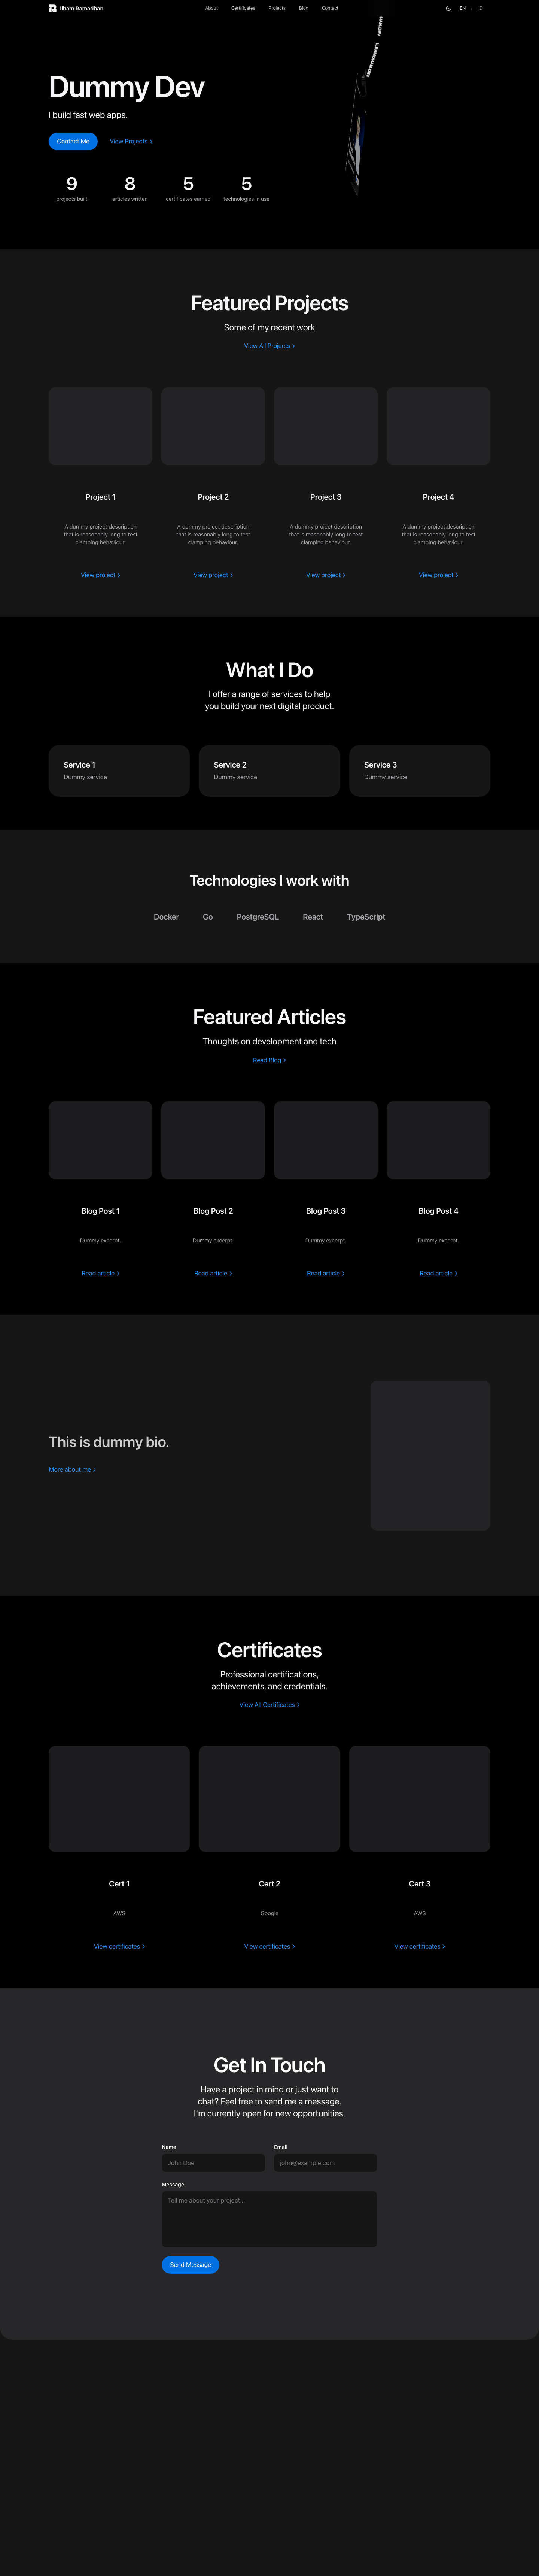 Ilham Ramadhan
About
Certificates
Projects
Blog
Contact
EN | ID
Dummy Dev
I build fast web apps.
Contact Me
View Projects
9
projects built
8
articles written
5
certificates earned
5
technologies in use
Featured Projects
Some of my recent work
View All Projects
Project 1
A dummy project description
that is reasonably long to test
clamping behaviour.
View project
Project 2
A dummy project description
that is reasonably long to test
clamping behaviour.
View project
Project 3
A dummy project description
that is reasonably long to test
clamping behaviour.
View project
Project 4
A dummy project description
that is reasonably long to test
clamping behaviour.
View project
What I Do
I offer a range of services to help
you build your next digital product.
Service 1
Dummy service
Service 2
Dummy service
Service 3
Dummy service
Technologies I work with
Docker
Go
PostgreSQL
React
TypeScript
Featured Articles
Thoughts on development and tech
Read Blog
Blog Post 1
Dummy excerpt.
Read article
Blog Post 2
Dummy excerpt.
Read article
Blog Post 3
Dummy excerpt.
Read article
Blog Post 4
Dummy excerpt.
Read article
This is dummy bio.
More about me
Certificates
Professional certifications,
achievements, and credentials.
View All Certificates
Cert 1
AWS
View certificates
Cert 2
Google
View certificates
Cert 3
AWS
View certificates
Get In Touch
Have a project in mind or just want to
chat? Feel free to send me a message.
I'm currently open for new opportunities.
Name
John Doe
Email
john@example.com
Message
Tell me about your project...
Send Message